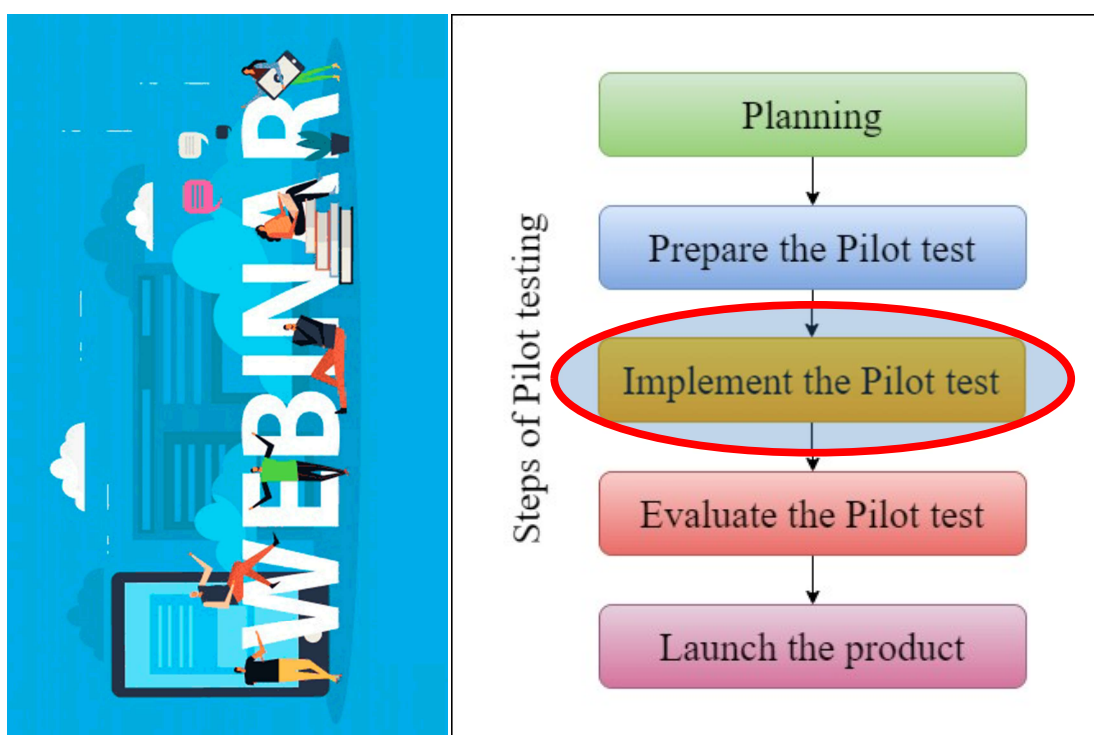 WEBINAR
Steps of Pilot testing
Planning
Prepare the Pilot test
Implement the Pilot test
Evaluate the Pilot test
Launch the product